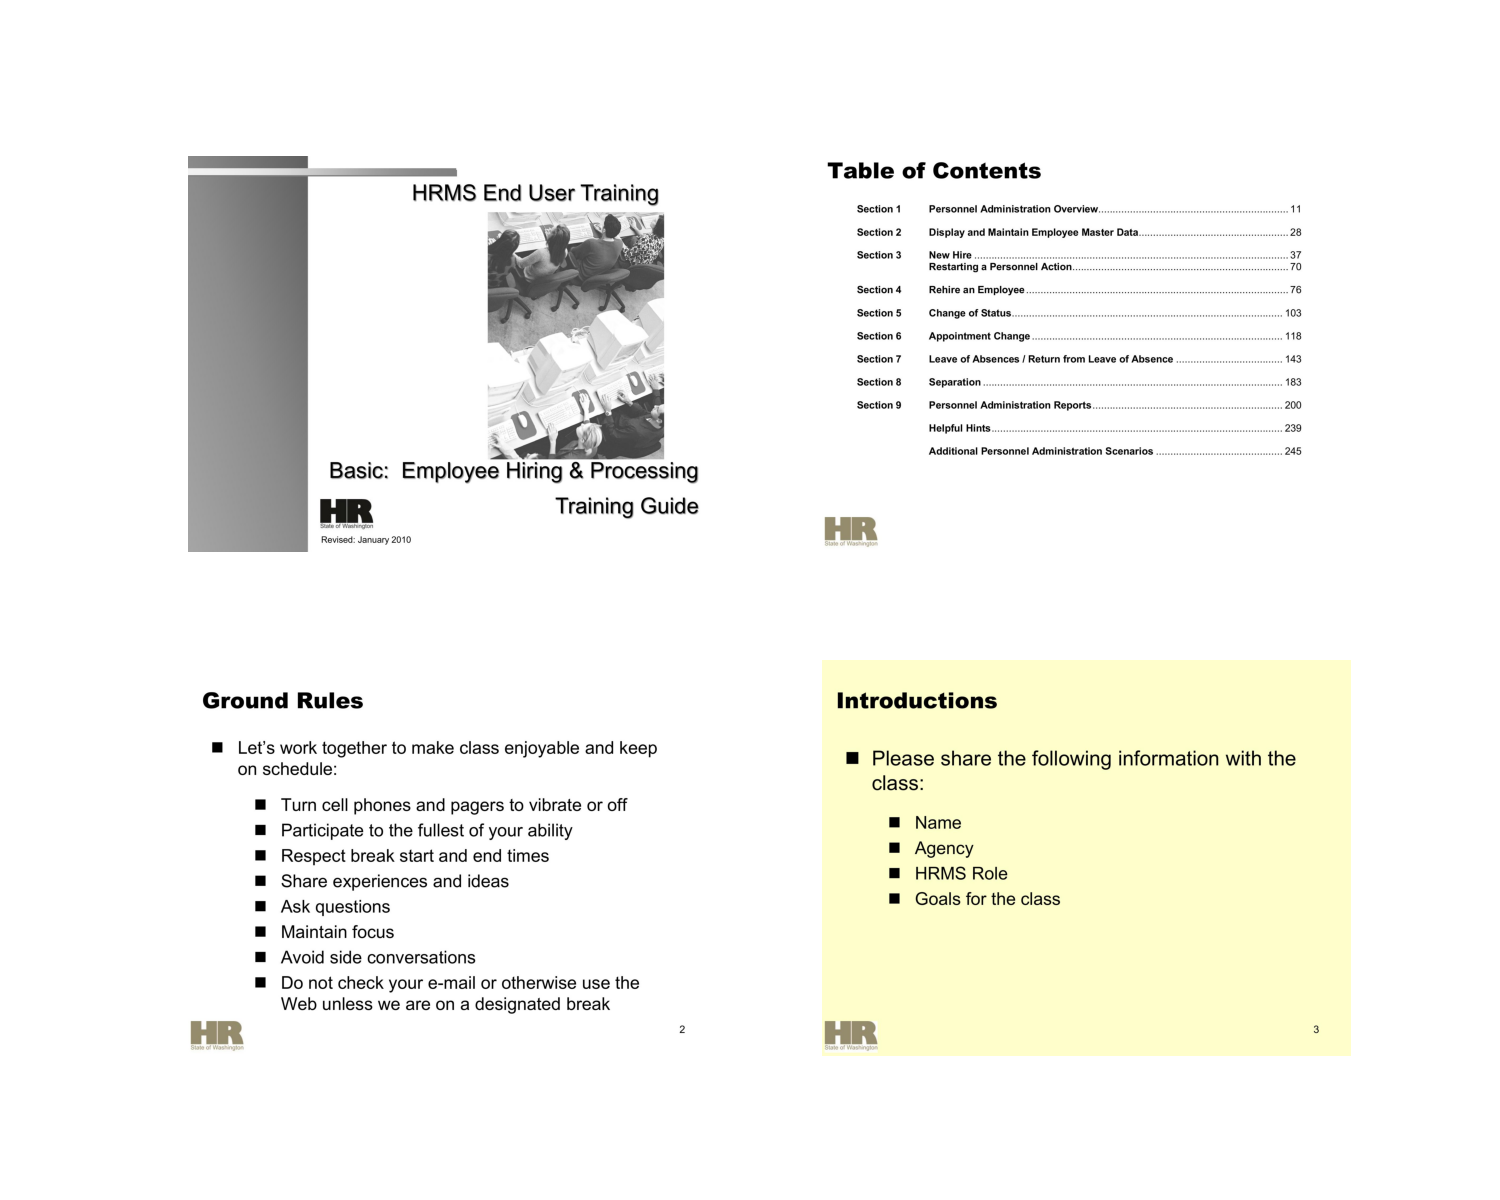 HRMS End User Training
Basic:  Employee Hiring & Processing
Training Guide
HR
State of Washington
Revised: January 2010
Table of Contents
Section 1 Personnel Administration Overview.................................................................. 11
Section 2 Display and Maintain Employee Master Data.................................................... 28
Section 3 New Hire ............................................................................................................. 37
Restarting a Personnel Action........................................................................... 70
Section 4 Rehire an Employee........................................................................................... 76
Section 5 Change of Status.............................................................................................. 103
Section 6 Appointment Change....................................................................................... 118
Section 7 Leave of Absences / Return from Leave of Absence ..................................... 143
Section 8 Separation ........................................................................................................ 183
Section 9 Personnel Administration Reports.................................................................. 200
Helpful Hints..................................................................................................... 239
Additional Personnel Administration Scenarios ............................................ 245
HR
State of Washington
Ground Rules
■ Let’s work together to make class enjoyable and keep
on schedule:
■ Turn cell phones and pagers to vibrate or off
■ Participate to the fullest of your ability
■ Respect break start and end times
■ Share experiences and ideas
■ Ask questions
■ Maintain focus
■ Avoid side conversations
■ Do not check your e-mail or otherwise use the
Web unless we are on a designated break
HR
State of Washington
2
Introductions
■ Please share the following information with the
class:
■ Name
■ Agency
■ HRMS Role
■ Goals for the class
HR
State of Washington
3